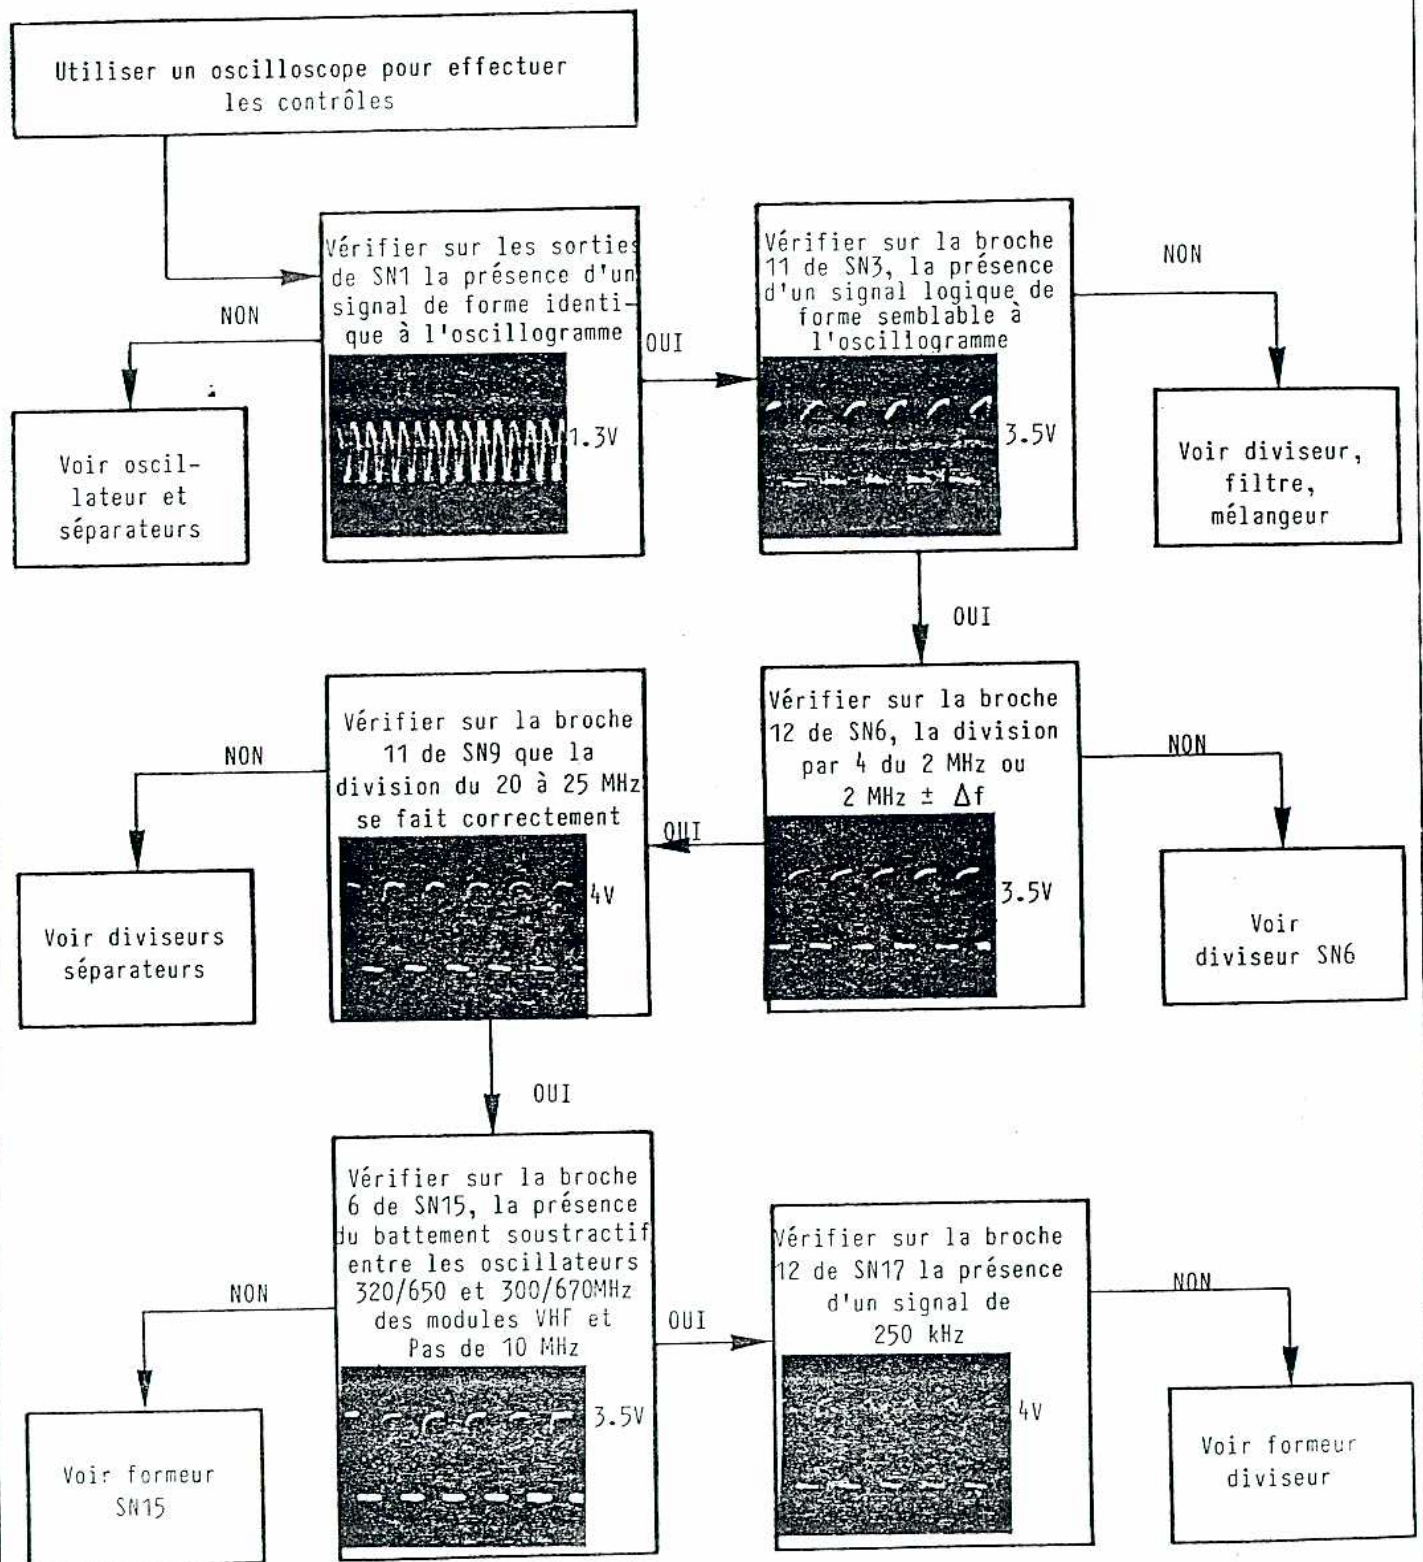 Utiliser un oscilloscope pour effectuer
les contrôles
Vérifier sur les sorties
de SN1 la présence d'un
signal de forme identi-
que à l'oscillogramme
1.3V
NON
Voir oscil-
lateur et
séparateurs
OUI
Vérifier sur la broche
11 de SN3, la présence
d'un signal logique de
forme semblable à
l'oscillogramme
3.5V
NON
Voir diviseur,
filtre,
mélangeur
OUI
Vérifier sur la broche
12 de SN6, la division
par 4 du 2 MHz ou
2 MHz ± Δf
3.5V
NON
Voir
diviseur SN6
OUI
Vérifier sur la broche
11 de SN9 que la
division du 20 à 25 MHz
se fait correctement
4V
NON
Voir diviseurs
séparateurs
OUI
Vérifier sur la broche
6 de SN15, la présence
du battement soustractif
entre les oscillateurs
320/650 et 300/670MHz
des modules VHF et
Pas de 10 MHz
3.5V
NON
Voir formeur
SN15
OUI
Vérifier sur la broche
12 de SN17 la présence
d'un signal de
250 kHz
4V
NON
Voir formeur
diviseur